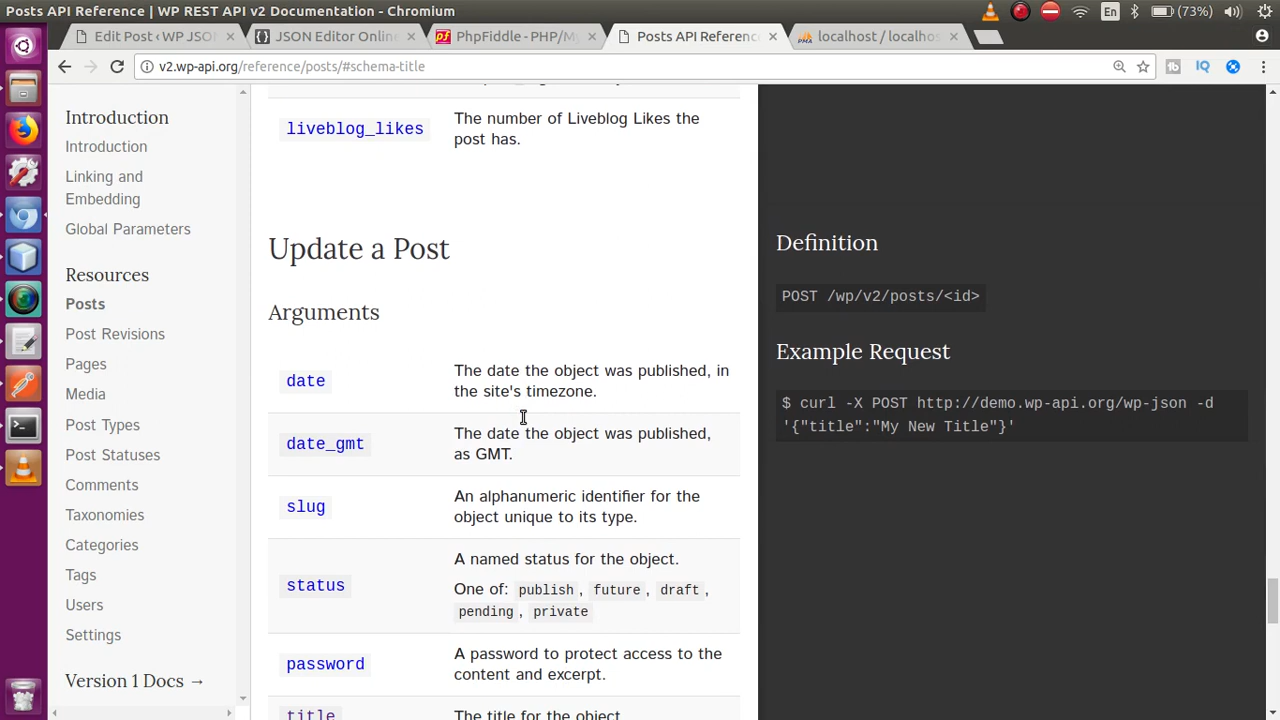 Posts API Reference | WP REST API v2 Documentation - Chromium
En
(73%)
Edit Post ‹ WP JSO
JSON Editor Online
PhpFiddle - PHP/My
Posts API Referenc
localhost / localhos
v2.wp-api.org/reference/posts/#schema-title
Introduction
Introduction
Linking and
Embedding
Global Parameters
Resources
Posts
Post Revisions
Pages
Media
Post Types
Post Statuses
Comments
Taxonomies
Categories
Tags
Users
Settings
Version 1 Docs →
liveblog_likes
The number of Liveblog Likes the
post has.
Update a Post
Arguments
date
The date the object was published, in
the site's timezone.
date_gmt
The date the object was published,
as GMT.
slug
An alphanumeric identifier for the
object unique to its type.
status
A named status for the object.
One of: publish , future , draft ,
pending , private
password
A password to protect access to the
content and excerpt.
title
The title for the object.
Definition
POST /wp/v2/posts/<id>
Example Request
$ curl -X POST http://demo.wp-api.org/wp-json -d
'{"title":"My New Title"}'